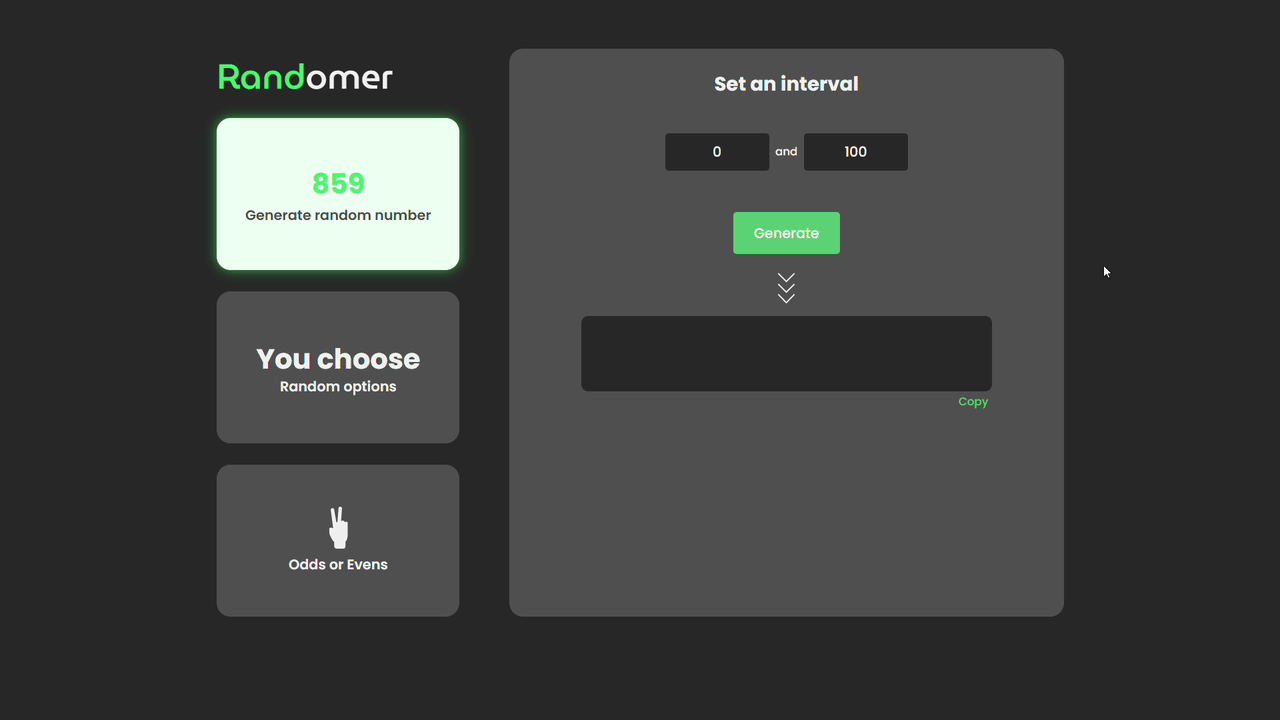 Randomer
859
Generate random number
You choose
Random options
Odds or Evens
Set an interval
0 and 100
Generate
Copy